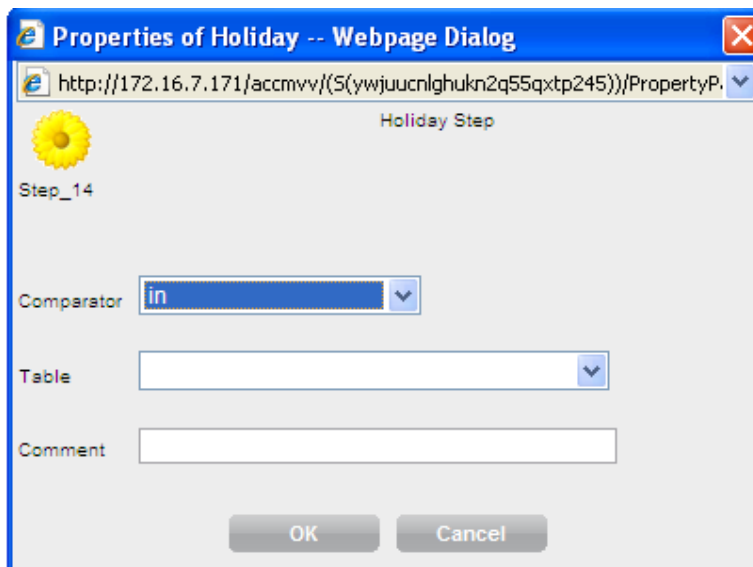 Properties of Holiday -- Webpage Dialog
http://172.16.7.171/accmvv/(S(ywjuucnlghukn2q55qxtp245))/PropertyP
Holiday Step
Step_14
Comparator in
Table
Comment
OK Cancel